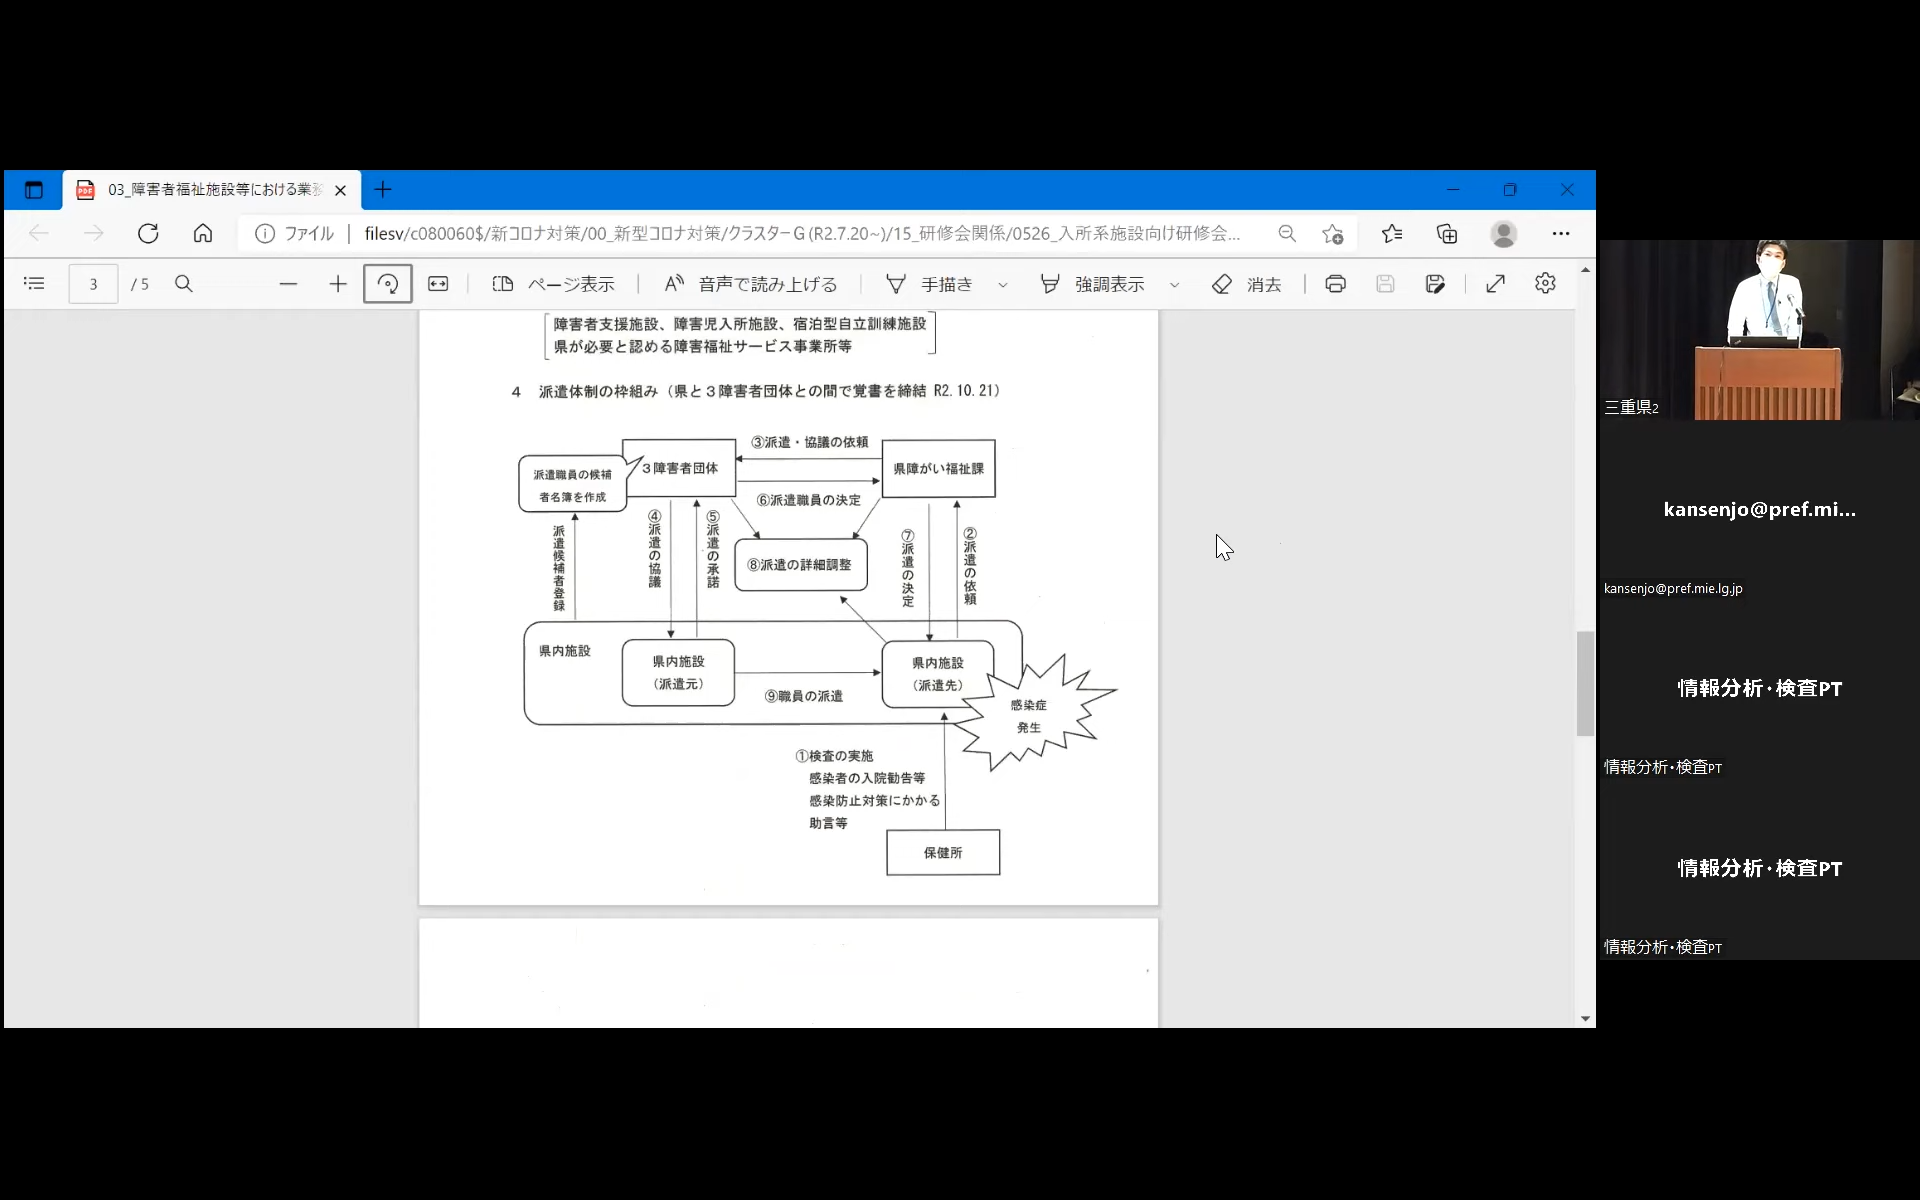 03_障害者福祉施設等における業務
ファイル
filesv/c080060$/新コロナ対策/00_新型コロナ対策/クラスターG(R2.7.20~)/15_研修会関係/0526_入所系施設向け研修会...
3 / 5
ページ表示
音声で読み上げる
手描き
強調表示
消去
障害者支援施設、障害児入所施設、宿泊型自立訓練施設
県が必要と認める障害福祉サービス事業所等
4 派遣体制の枠組み（県と３障害者団体との間で覚書を締結 R2.10.21）
派遣職員の候補
者名簿を作成
３障害者団体
③派遣・協議の依頼
県障がい福祉課
⑥派遣職員の決定
派遣候補者登録
④派遣の協議
⑤派遣の承諾
⑧派遣の詳細調整
⑦派遣の決定
②派遣の依頼
県内施設
県内施設
（派遣元）
⑨職員の派遣
県内施設
（派遣先）
感染症
発生
①検査の実施
感染者の入院勧告等
感染防止対策にかかる
助言等
保健所
三重県2
kansenjo@pref.mi...
kansenjo@pref.mie.lg.jp
情報分析・検査PT
情報分析・検査PT
情報分析・検査PT
情報分析・検査PT